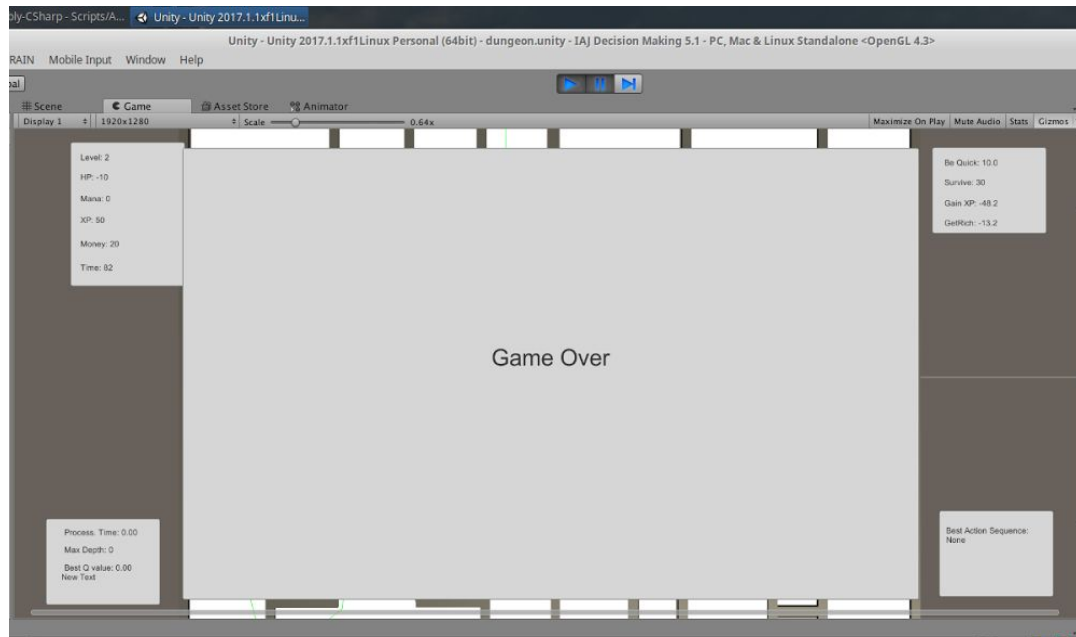 bly-CSharp - Scripts/A... Unity - Unity 2017.1.1xf1Linu...
Unity - Unity 2017.1.1xf1Linux Personal (64bit) - dungeon.unity - IAJ Decision Making 5.1 - PC, Mac & Linux Standalone <OpenGL 4.3>
RAIN Mobile Input Window Help
bal
Scene Game Asset Store Animator
Display 1 1920x1280 Scale 0.64x Maximize On Play Mute Audio Stats Gizmos
Level: 2
HP: -10
Mana: 0
XP: 50
Money: 20
Time: 82
Be Quick: 10.0
Survive: 30
Gain XP: -48.2
GetRich: -13.2
Game Over
Process. Time: 0.00
Max Depth: 0
Best Q value: 0.00
New Text
Best Action Sequence:
None